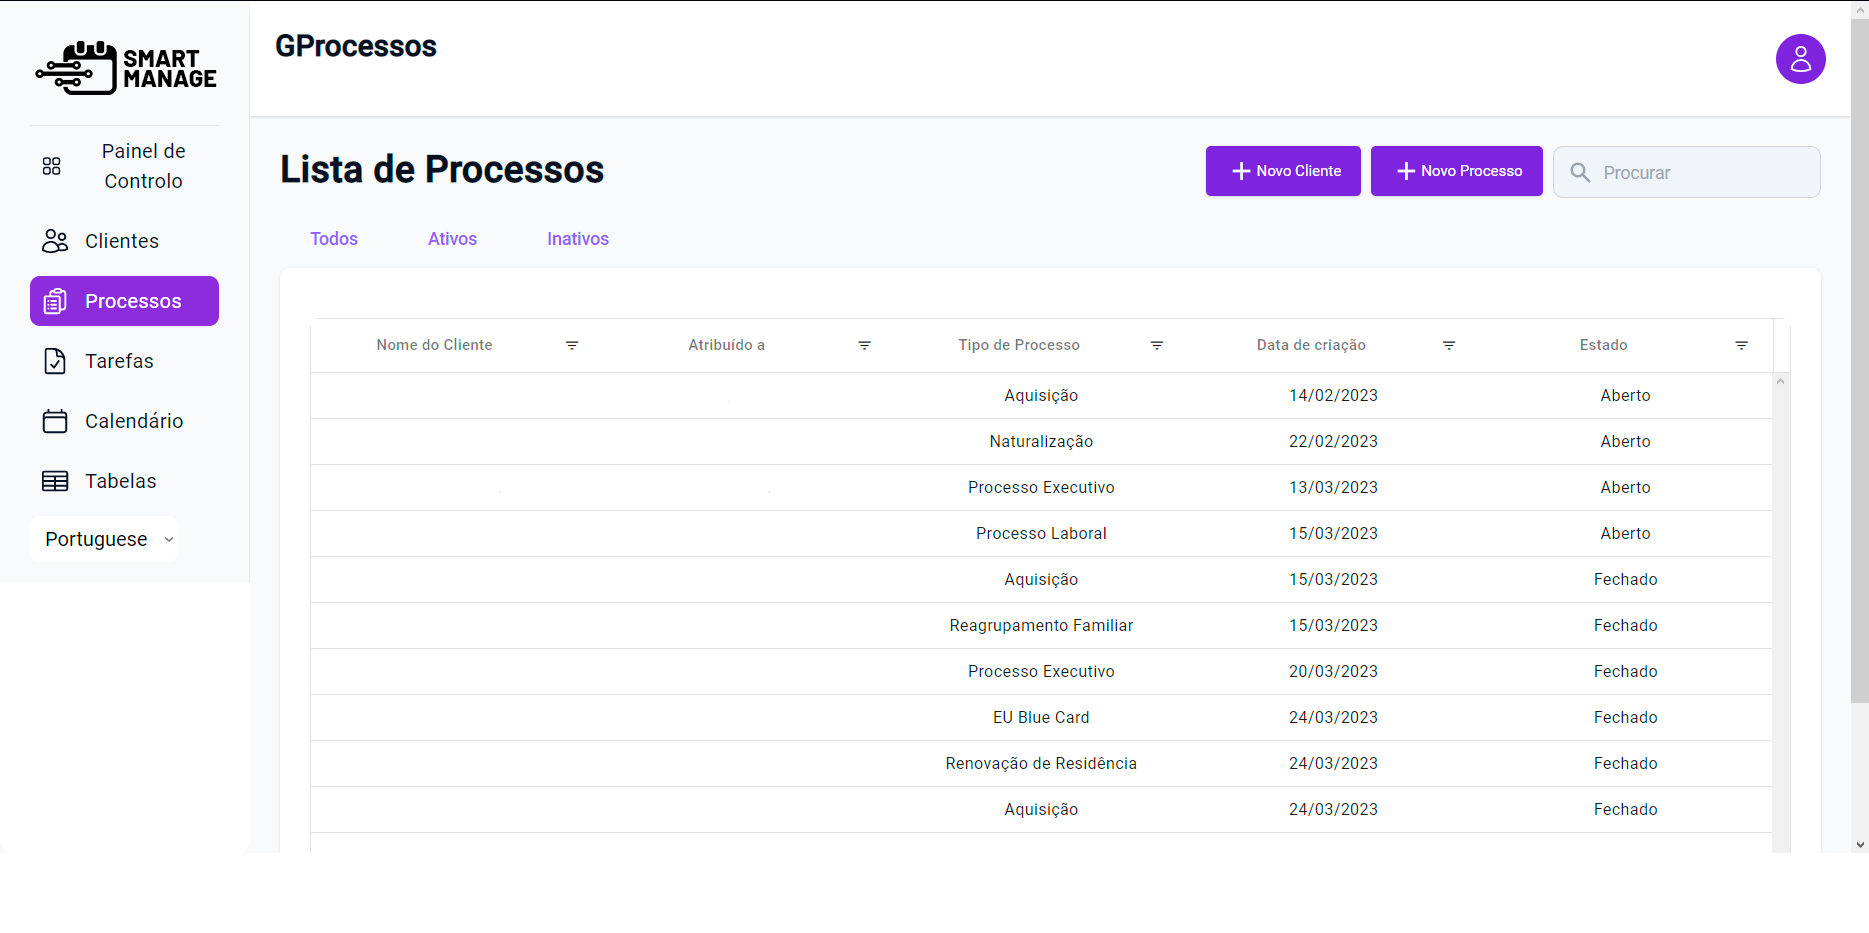 SMART
MANAGE
GProcessos
Painel de
Controlo
Clientes
Processos
Tarefas
Calendário
Tabelas
Portuguese
Lista de Processos
Novo Cliente
Novo Processo
Procurar
Todos Ativos Inativos
Nome do Cliente Atribuído a Tipo de Processo Data de criação Estado
Aquisição 14/02/2023 Aberto
Naturalização 22/02/2023 Aberto
Processo Executivo 13/03/2023 Aberto
Processo Laboral 15/03/2023 Aberto
Aquisição 15/03/2023 Fechado
Reagrupamento Familiar 15/03/2023 Fechado
Processo Executivo 20/03/2023 Fechado
EU Blue Card 24/03/2023 Fechado
Renovação de Residência 24/03/2023 Fechado
Aquisição 24/03/2023 Fechado